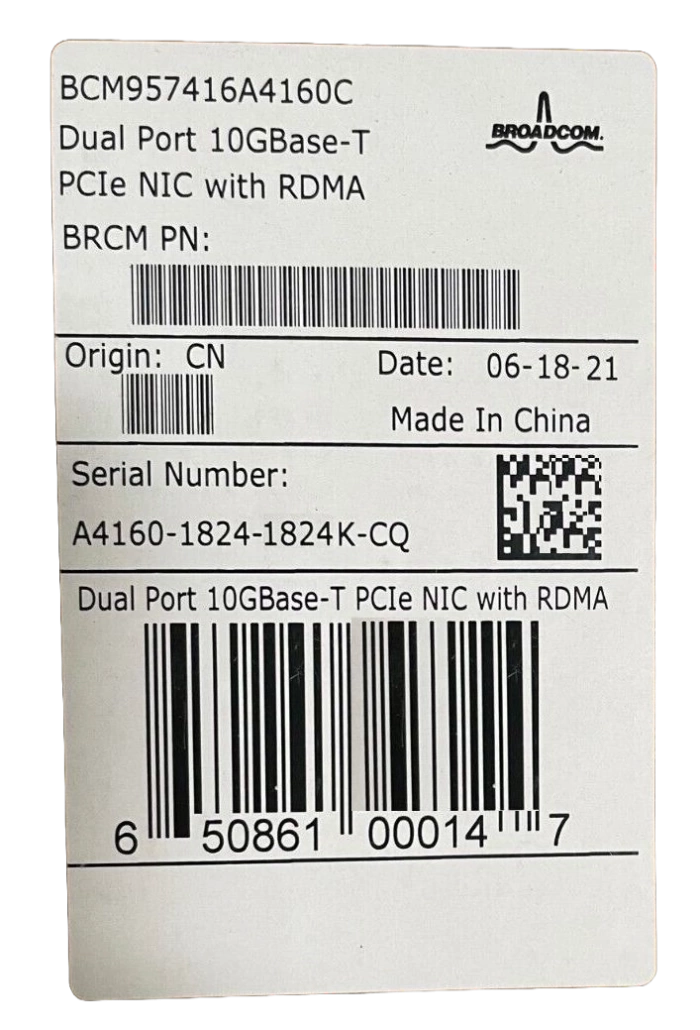 BCM957416A4160C
BROADCOM.
Dual Port 10GBase-T
PCIe NIC with RDMA
BRCM PN:
Origin: CN
Date: 06-18-21
Made In China
Serial Number:
A4160-1824-1824K-CQ
Dual Port 10GBase-T PCIe NIC with RDMA
6 50861 00014 7